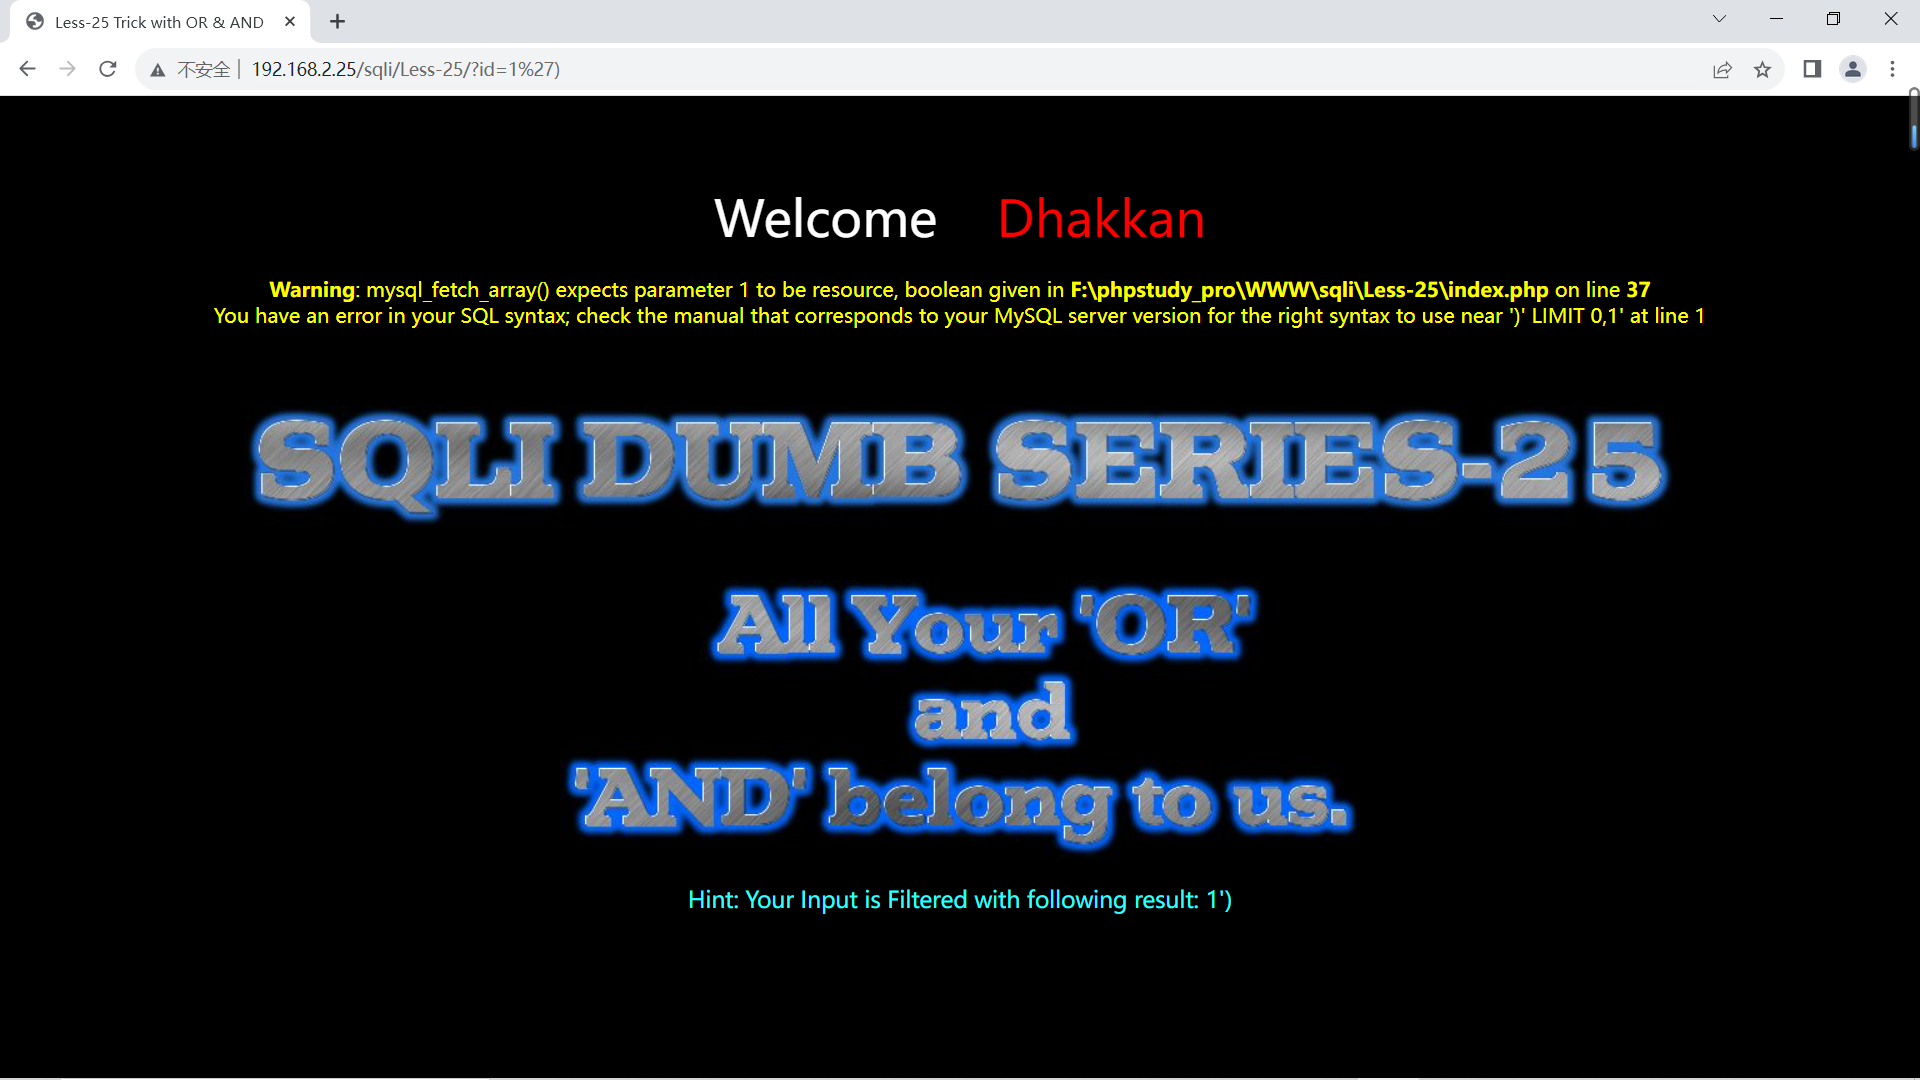 Less-25 Trick with OR & AND
不安全 192.168.2.25/sqli/Less-25/?id=1%27)
Welcome Dhakkan
Warning: mysql_fetch_array() expects parameter 1 to be resource, boolean given in F:\phpstudy_pro\WWW\sqli\Less-25\index.php on line 37
You have an error in your SQL syntax; check the manual that corresponds to your MySQL server version for the right syntax to use near ')' LIMIT 0,1' at line 1
SQLI DUMB SERIES-25
All Your 'OR'
and
'AND' belong to us.
Hint: Your Input is Filtered with following result: 1')